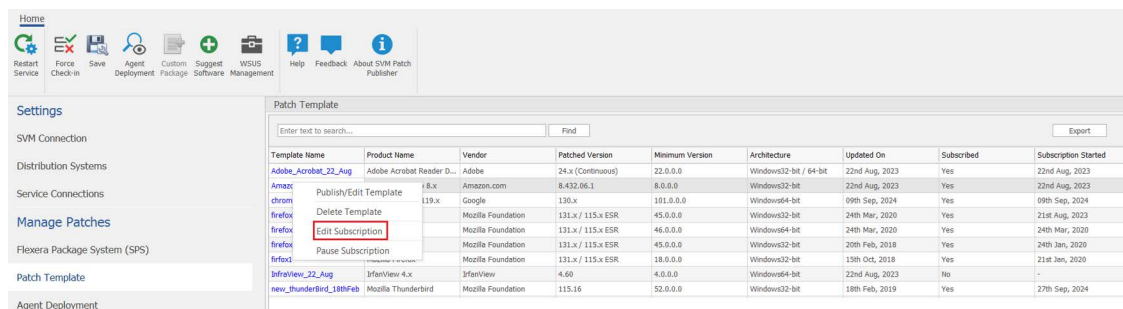 Home
Restart Service
Force Check-in
Save
Agent Deployment
Custom Package
Suggest Software
WSUS Management
Help
Feedback
About SVM Patch Publisher
Settings
SVM Connection
Distribution Systems
Service Connections
Manage Patches
Flexera Package System (SPS)
Patch Template
Agent Deployment
Patch Template
Enter text to search...
Find
Export
Template Name Product Name Vendor Patched Version Minimum Version Architecture Updated On Subscribed Subscription Started
Adobe_Acrobat_22_Aug Adobe Acrobat Reader D... Adobe 24.x (Continuous) 22.0.0.0 Windows32-bit / 64-bit 22nd Aug, 2023 Yes 22nd Aug, 2023
Amazo 8.x Amazon.com 8.432.06.1 8.0.0.0 Windows32-bit 22nd Aug, 2023 Yes 22nd Aug, 2023
chrom 119.x Google 130.x 101.0.0.0 Windows64-bit 09th Sep, 2024 Yes 09th Sep, 2024
firefox Mozilla Foundation 131.x / 115.x ESR 45.0.0.0 Windows32-bit 24th Mar, 2020 Yes 21st Aug, 2023
firefox Mozilla Foundation 131.x / 115.x ESR 46.0.0.0 Windows64-bit 24th Mar, 2020 Yes 24th Mar, 2020
firefox Mozilla Foundation 131.x / 115.x ESR 45.0.0.0 Windows32-bit 20th Feb, 2018 Yes 24th Jan, 2020
firfox1 Mozilla Foundation 131.x / 115.x ESR 18.0.0.0 Windows32-bit 15th Oct, 2018 Yes 21st Jan, 2020
InfraView_22_Aug IrfanView 4.x IrfanView 4.60 4.0.0.0 Windows64-bit 22nd Aug, 2023 No -
new_thunderBird_18thFeb Mozilla Thunderbird Mozilla Foundation 115.16 52.0.0.0 Windows32-bit 18th Feb, 2019 Yes 27th Sep, 2024
Publish/Edit Template
Delete Template
Edit Subscription
Pause Subscription